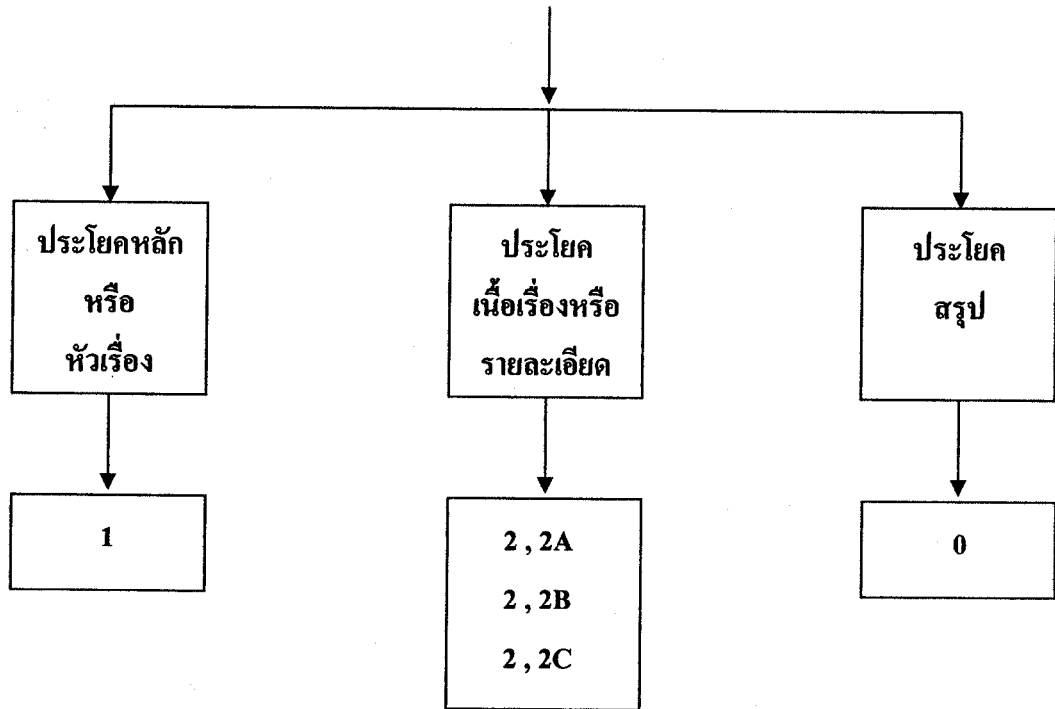 ประโยคหลัก
หรือ
หัวเรื่อง
ประโยค
เนื้อเรื่องหรือ
รายละเอียด
ประโยค
สรุป
1
2 , 2A
2 , 2B
2 , 2C
0